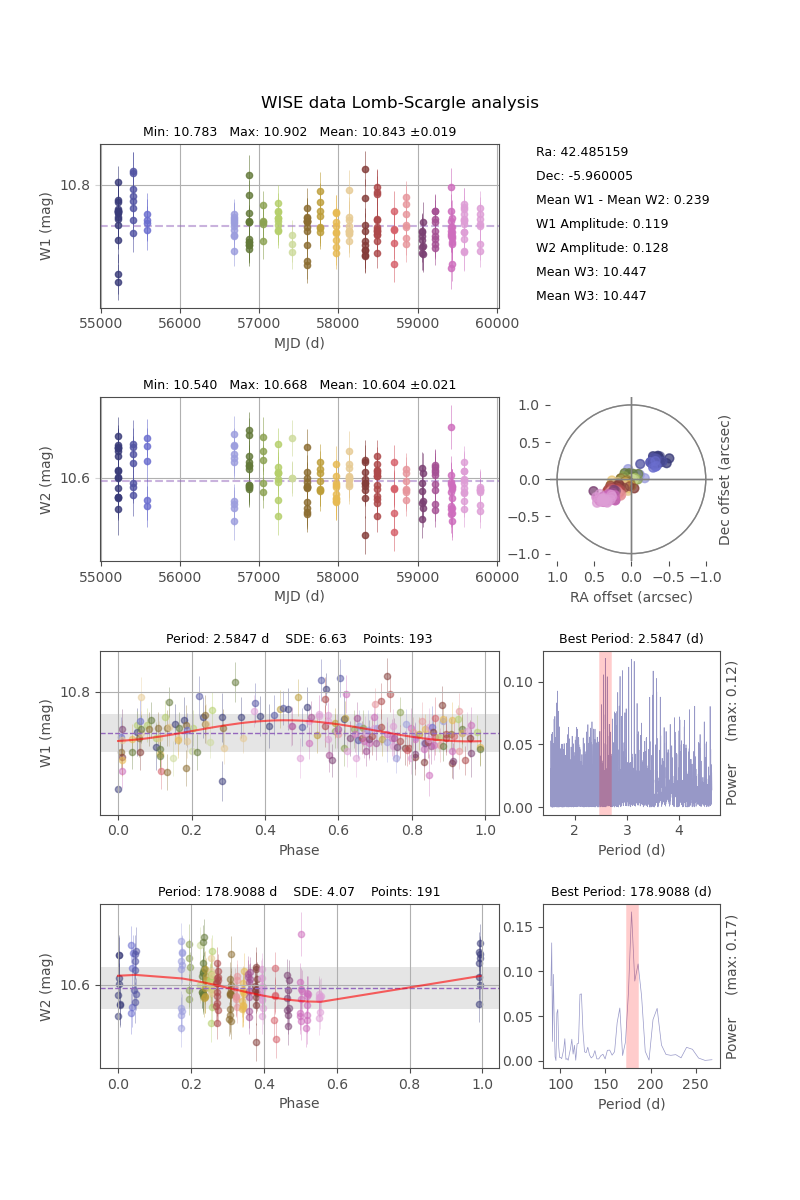 WISE data Lomb-Scargle analysis
Min: 10.783   Max: 10.902   Mean: 10.843 ±0.019
10.8
W1 (mag)
55000 56000 57000 58000 59000 60000
MJD (d)
Ra: 42.485159
Dec: -5.960005
Mean W1 - Mean W2: 0.239
W1 Amplitude: 0.119
W2 Amplitude: 0.128
Mean W3: 10.447
Mean W3: 10.447
Min: 10.540   Max: 10.668   Mean: 10.604 ±0.021
10.6
W2 (mag)
55000 56000 57000 58000 59000 60000
MJD (d)
1.0
0.5
0.0
−0.5
−1.0
1.0 0.5 0.0 −0.5 −1.0
RA offset (arcsec)
Dec offset (arcsec)
Period: 2.5847 d    SDE: 6.63    Points: 193
10.8
W1 (mag)
0.0 0.2 0.4 0.6 0.8 1.0
Phase
Best Period: 2.5847 (d)
0.10
0.05
0.00
2 3 4
Period (d)
Power    (max: 0.12)
Period: 178.9088 d    SDE: 4.07    Points: 191
10.6
W2 (mag)
0.0 0.2 0.4 0.6 0.8 1.0
Phase
Best Period: 178.9088 (d)
0.15
0.10
0.05
0.00
100 150 200 250
Period (d)
Power    (max: 0.17)